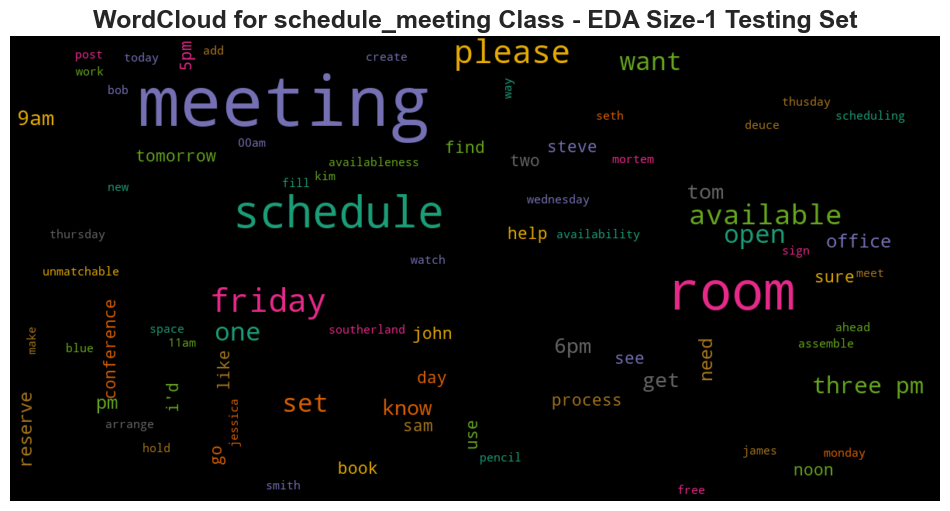 WordCloud for schedule_meeting Class - EDA Size-1 Testing Set
post
today
5pm
add
create
please
want
work
bob
meeting
way
9am
seth
thusday
scheduling
deuce
00am
tomorrow
availableness
find
two
steve
mortem
new
fill
kim
wednesday
tom
schedule
available
thursday
help
availability
open
office
sign
watch
unmatchable
room
sure
meet
friday
conference
space
one
southerland
john
ahead
make
blue
11am
6pm
see
need
assemble
like
day
get
three pm
reserve
pm
i'd
set
know
process
arrange
jessica
sam
use
hold
go
book
pencil
james
monday
noon
smith
free